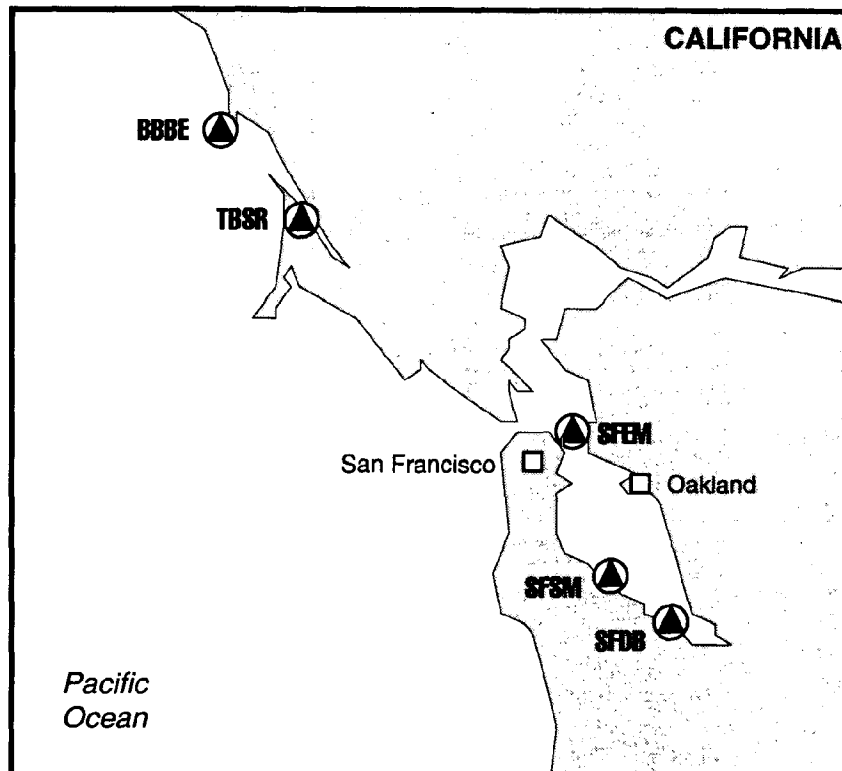 CALIFORNIA
BBBE
TBSR
SFEM
San Francisco
Oakland
SFSM
SFDB
Pacific
Ocean